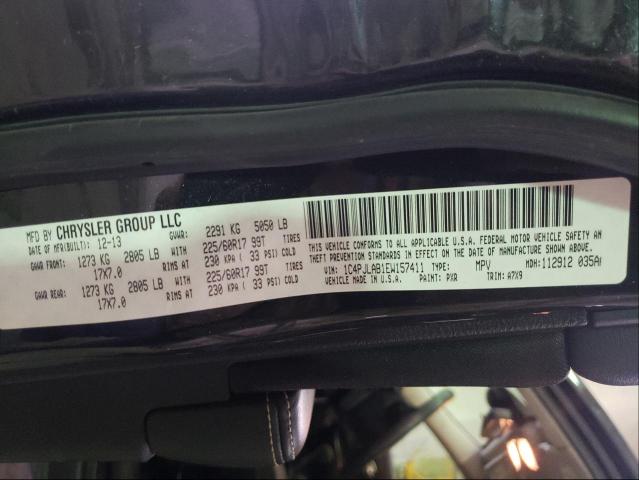 MFD BY CHRYSLER GROUP LLC
DATE OF MFR(BUILT): 12-13 GVWR: 2291 KG 5050 LB
GAWR FRONT: 1273 KG 2805 LB WITH 225/60R17 99T TIRES
17X7.0 RIMS AT 230 KPA ( 33 PSI) COLD
GAWR REAR: 1273 KG 2805 LB WITH 225/60R17 99T TIRES
17X7.0 RIMS AT 230 KPA ( 33 PSI) COLD
THIS VEHICLE CONFORMS TO ALL APPLICABLE U.S.A. FEDERAL MOTOR VEHICLE SAFETY AND
THEFT PREVENTION STANDARDS IN EFFECT ON THE DATE OF MANUFACTURE SHOWN ABOVE.
VIN: 1C4PJLAB1EW157411 TYPE: MPV MDH: 112912 035AH
VEHICLE MADE IN U.S.A. PAINT: PXR TRIM: A7X9